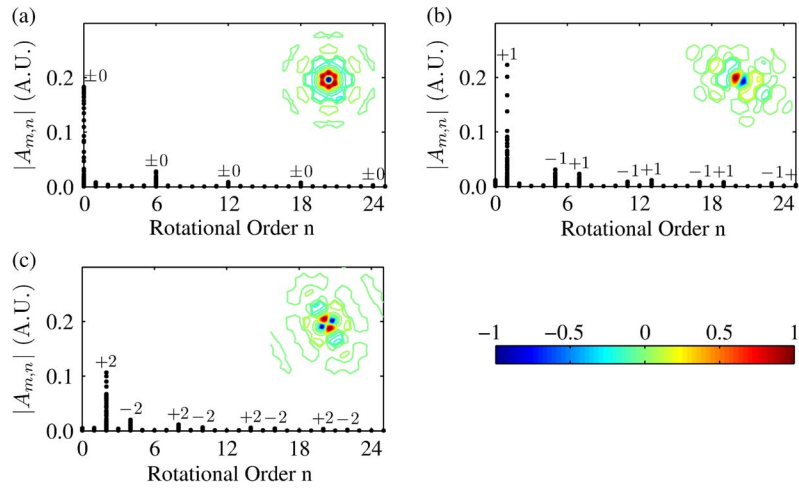 (a)
|A_{m,n}| (A.U.)
0.2
0.1
0.0
±0
±0
±0
±0
±0
0 6 12 18 24
Rotational Order n
(b)
|A_{m,n}| (A.U.)
0.2
0.1
0.0
+1
−1+1
−1+1
−1+1
−1+
0 6 12 18 24
Rotational Order n
(c)
|A_{m,n}| (A.U.)
0.2
0.1
0.0
+2
−2
+2−2
+2−2
+2−2
0 6 12 18 24
Rotational Order n
−1 −0.5 0 0.5 1